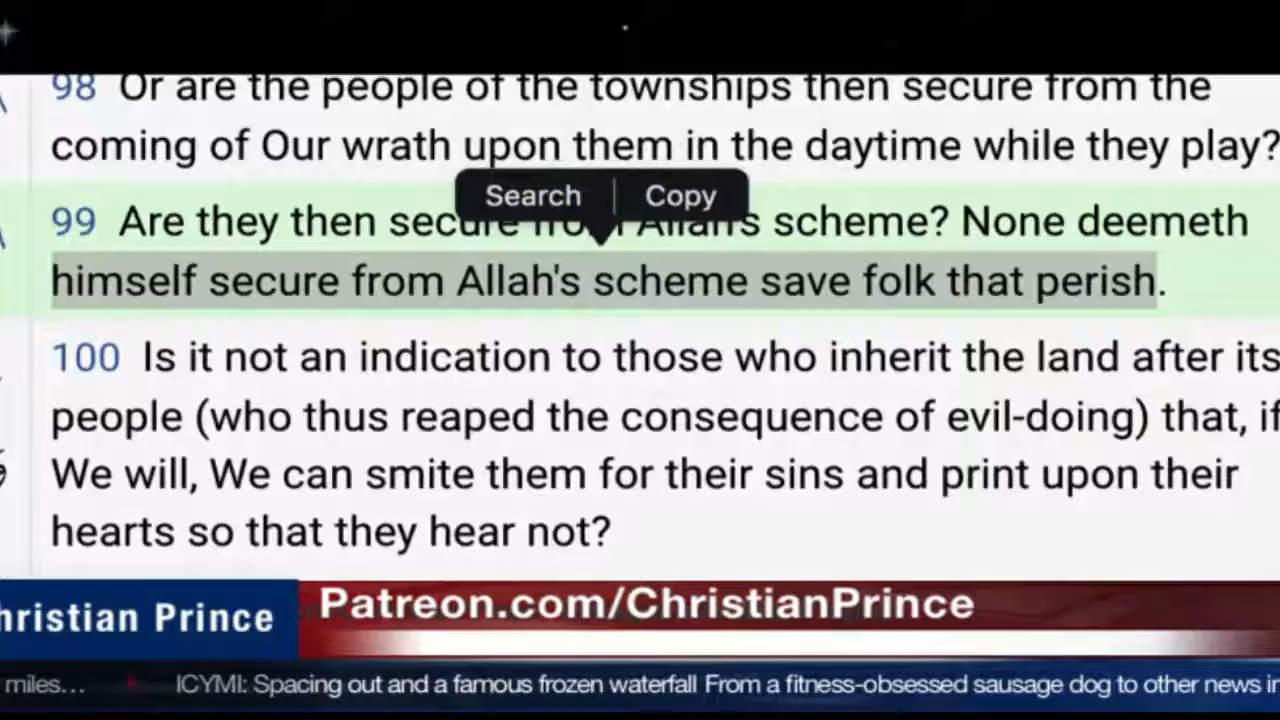 98 Or are the people of the townships then secure from the
coming of Our wrath upon them in the daytime while they play?
Search Copy
99 Are they then secure from Allah's scheme? None deemeth
himself secure from Allah's scheme save folk that perish.
100 Is it not an indication to those who inherit the land after its
people (who thus reaped the consequence of evil-doing) that, if
We will, We can smite them for their sins and print upon their
hearts so that they hear not?
hristian Prince
Patreon.com/ChristianPrince
miles... ICYMI: Spacing out and a famous frozen waterfall From a fitness-obsessed sausage dog to other news in